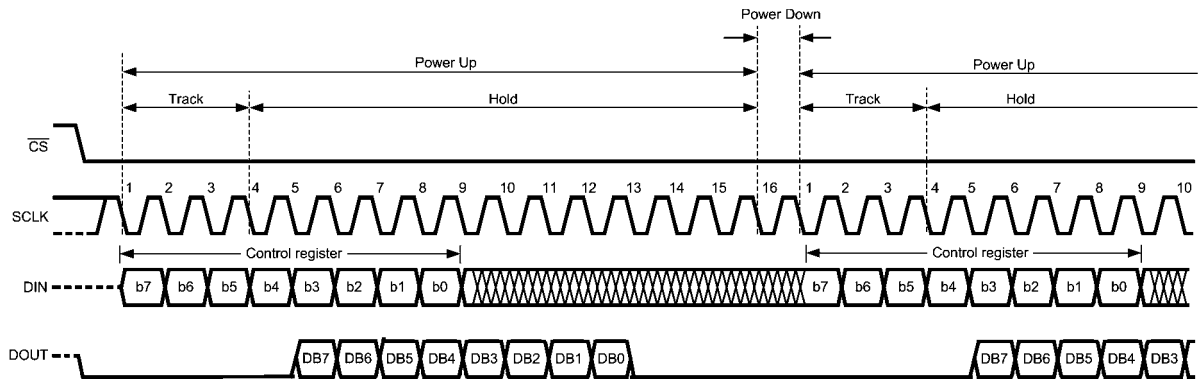 Power Down
Power Up Power Up
Track Hold Track Hold
CS
1 2 3 4 5 6 7 8 9 10 11 12 13 14 15 16 1 2 3 4 5 6 7 8 9 10
SCLK
Control register Control register
DIN b7 b6 b5 b4 b3 b2 b1 b0 b7 b6 b5 b4 b3 b2 b1 b0
DOUT DB7 DB6 DB5 DB4 DB3 DB2 DB1 DB0 DB7 DB6 DB5 DB4 DB3